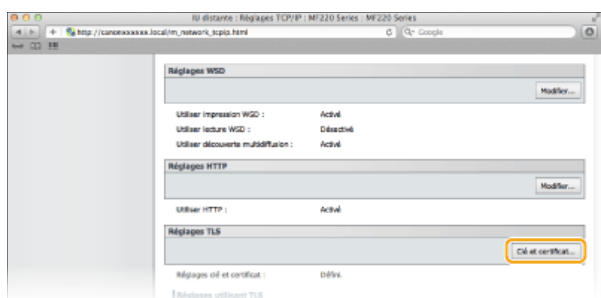 IU distante : Réglages TCP/IP : MF220 Series : MF220 Series
http://canonxxxxxx.local/m_network_tcpip.html
Google
Réglages WSD
Modifier...
Utiliser impression WSD : Activé
Utiliser lecture WSD : Désactivé
Utiliser découverte multidiffusion : Activé
Réglages HTTP
Modifier...
Utiliser HTTP : Activé
Réglages TLS
Clé et certificat...
Réglages clé et certificat : Défini.
Réglages utilisant TLS